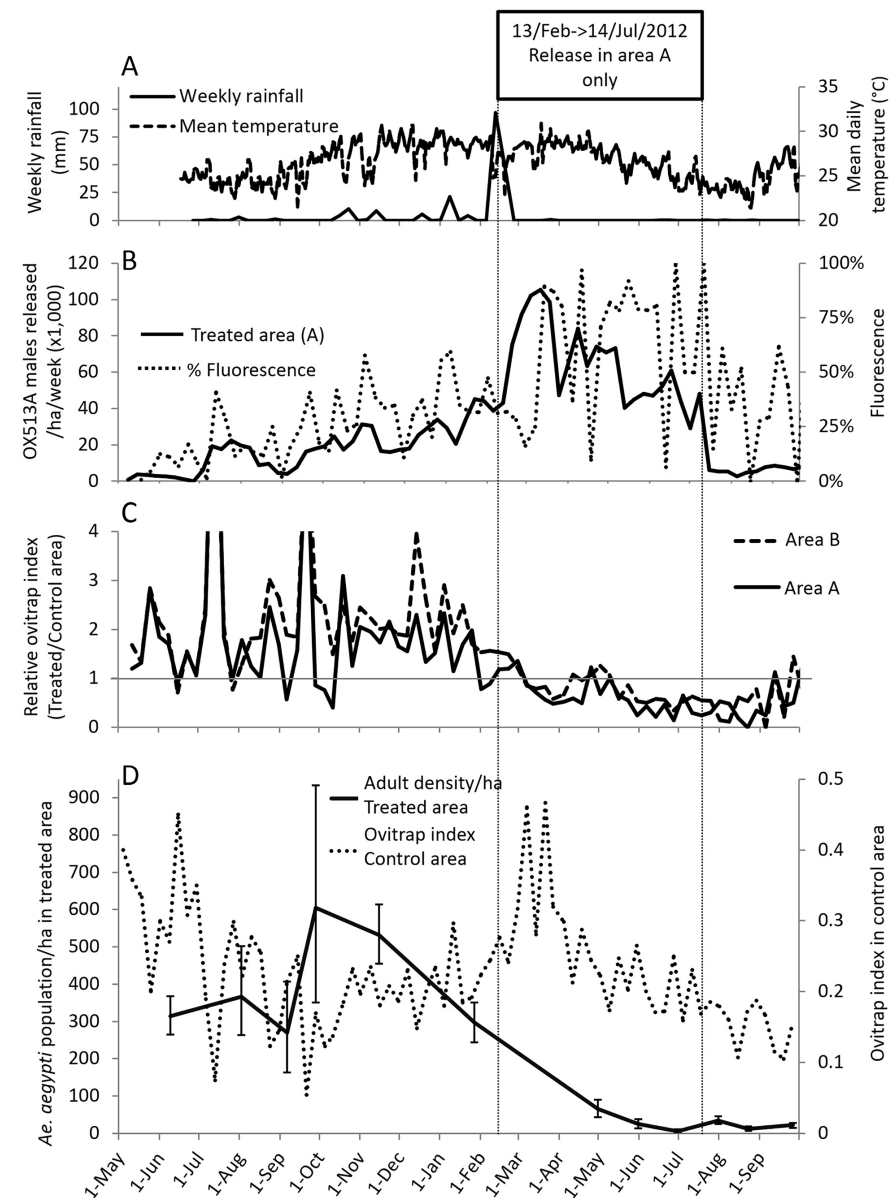 13/Feb->14/Jul/2012
Release in area A
only
A
Weekly rainfall
Mean temperature
Weekly rainfall
(mm)
100
75
50
25
0
35
30
25
20
Mean daily
temperature (°C)
B
OX513A males released
/ha/week (x1,000)
120
100
80
60
40
20
0
Treated area (A)
% Fluorescence
100%
75%
50%
25%
0%
Fluorescence
C
Relative ovitrap index
(Treated/Control area)
4
3
2
1
0
Area B
Area A
D
Ae. aegypti population/ha in treated area
900
800
700
600
500
400
300
200
100
0
Adult density/ha
Treated area
Ovitrap index
Control area
0.5
0.4
0.3
0.2
0.1
0
Ovitrap index in control area
1-May
1-Jun
1-Jul
1-Aug
1-Sep
1-Oct
1-Nov
1-Dec
1-Jan
1-Feb
1-Mar
1-Apr
1-May
1-Jun
1-Jul
1-Aug
1-Sep